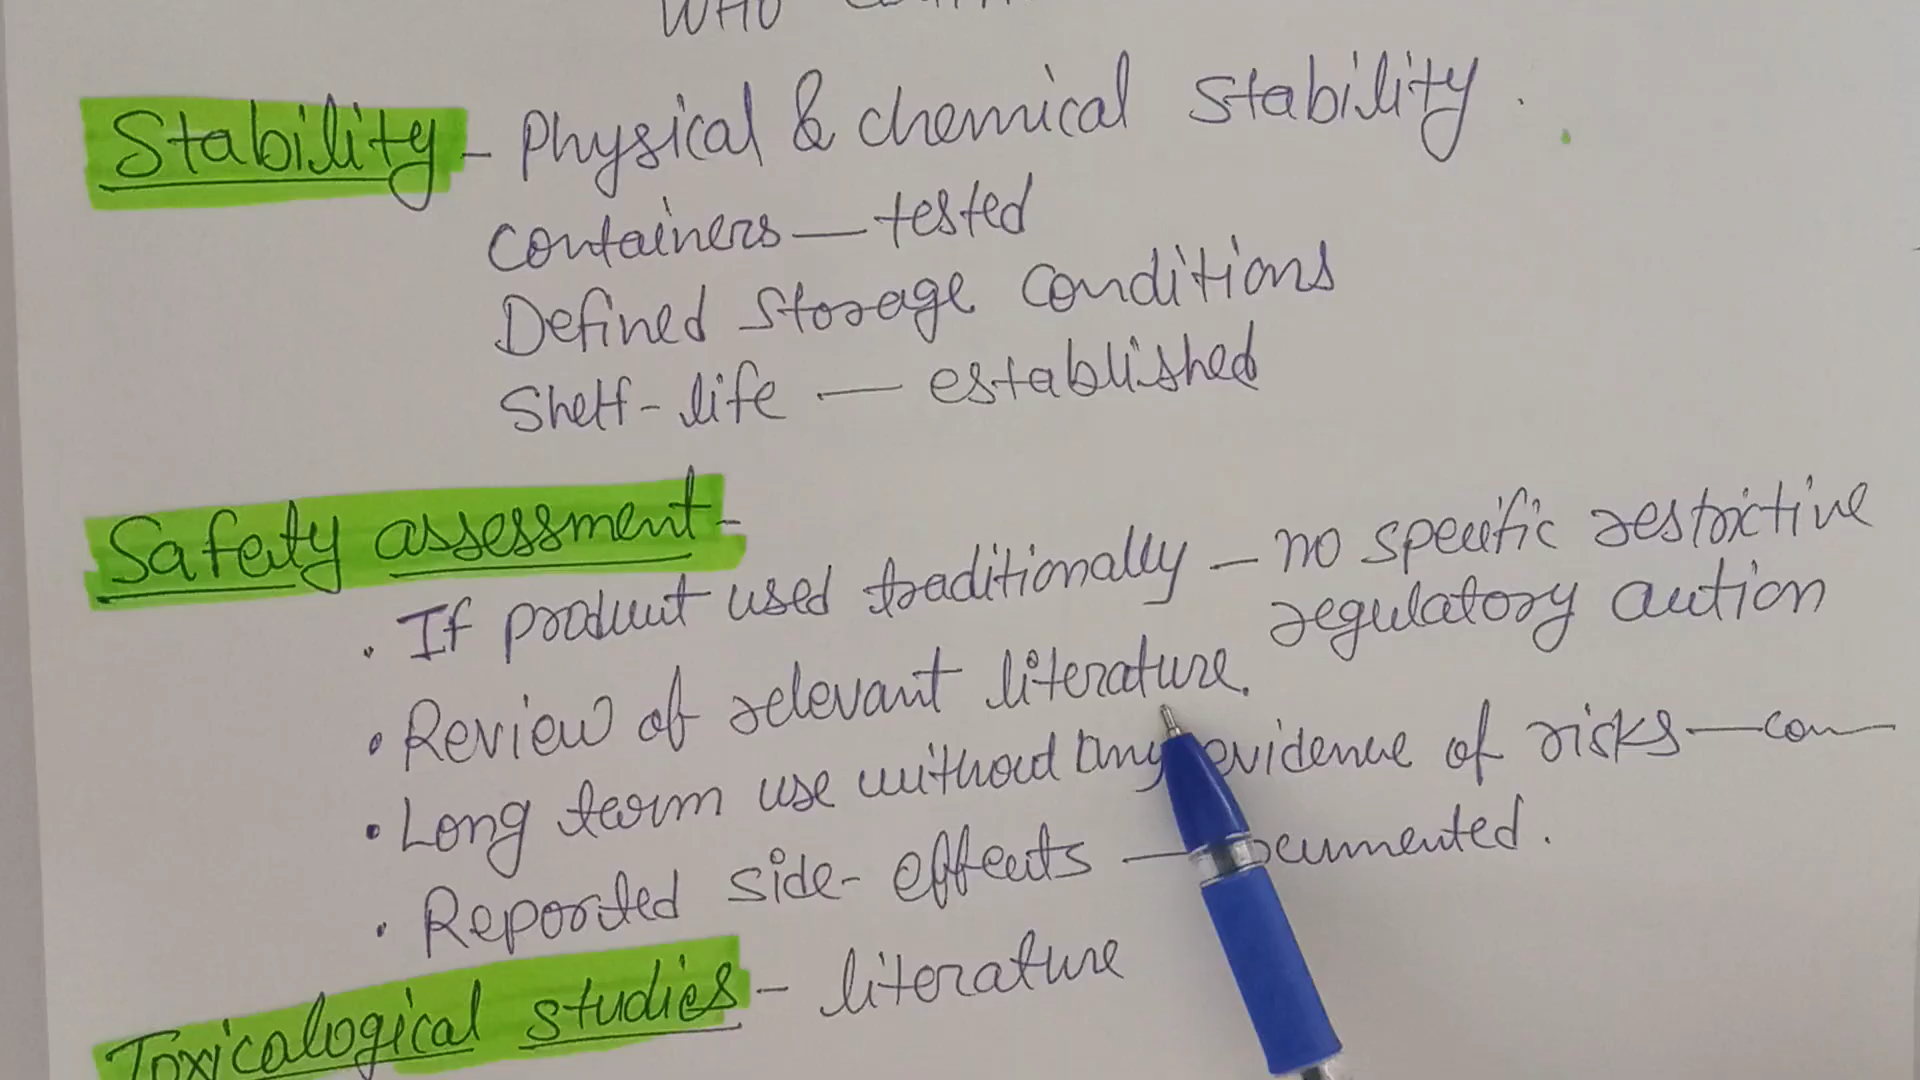 WHO
Stability - Physical & chemical stability.
Containers — tested
Defined storage conditions
Shelf-life — established
Safety assessment -
• If product used traditionally — no specific restrictive
regulatory action
• Review of relevant literature.
• Long term use without any evidence of risks — con
• Reported side-effects — documented.
Toxicalogical studies - literature